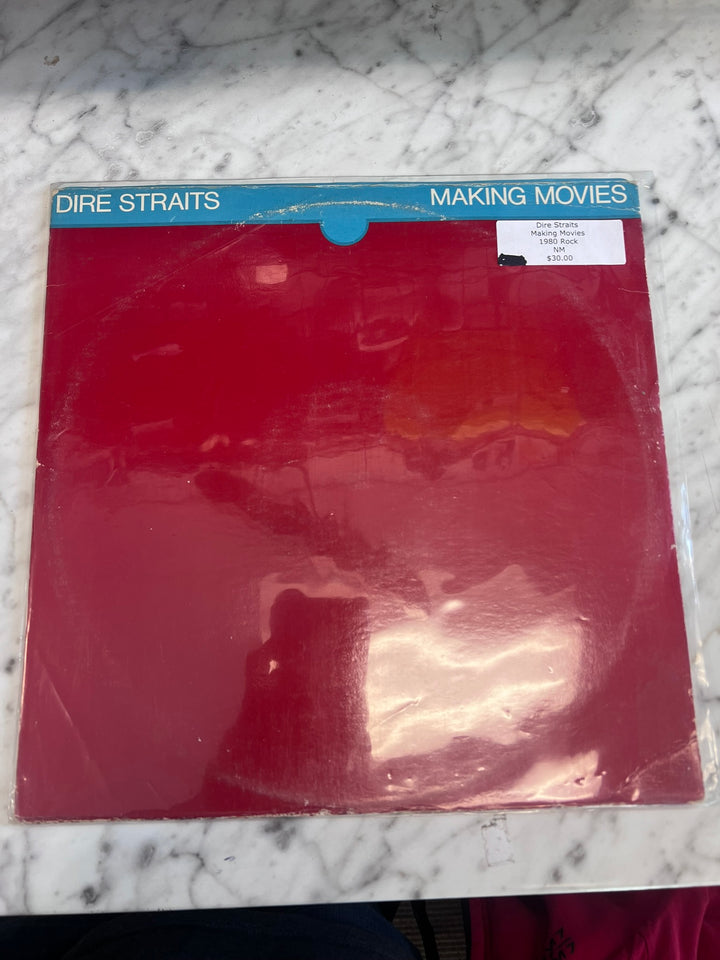 DIRE STRAITS
MAKING MOVIES
Dire Straits
Making Movies
1980 Rock
NM
$30.00